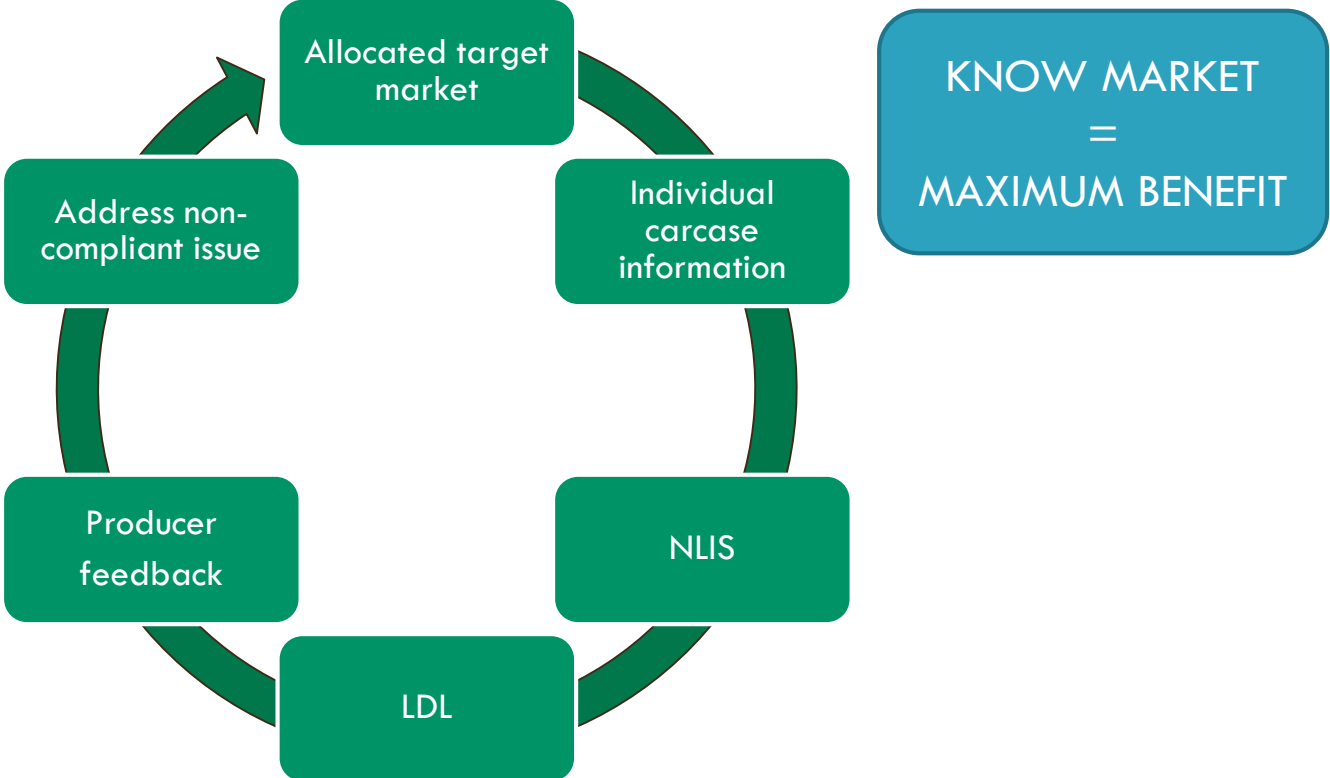 Allocated target
market
KNOW MARKET
=
MAXIMUM BENEFIT
Individual
carcase
information
NLIS
LDL
Producer
feedback
Address non-
compliant issue